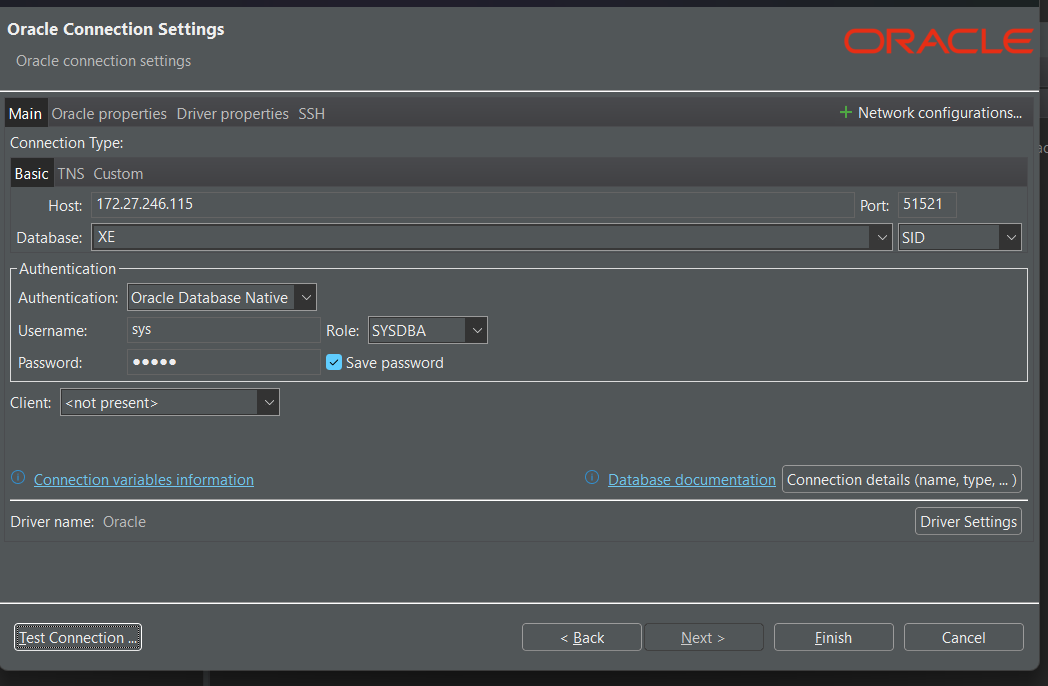 Oracle Connection Settings
ORACLE
Oracle connection settings
Main Oracle properties Driver properties SSH + Network configurations...
Connection Type:
Basic TNS Custom
Host: 172.27.246.115 Port: 51521
Database: XE SID
Authentication
Authentication: Oracle Database Native
Username: sys Role: SYSDBA
Password: ••••• Save password
Client: <not present>
Connection variables information Database documentation Connection details (name, type, ... )
Driver name: Oracle Driver Settings
Test Connection ... < Back Next > Finish Cancel